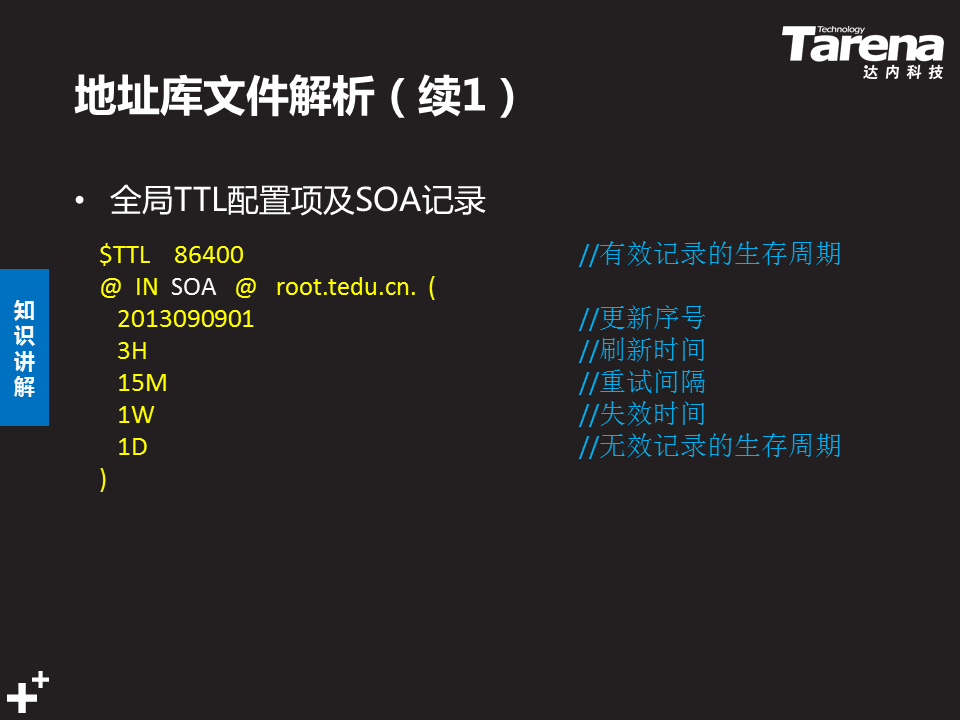 Technology
Tarena
达内科技
地址库文件解析（续1）
• 全局TTL配置项及SOA记录
$TTL 86400 //有效记录的生存周期
@ IN SOA @ root.tedu.cn. (
2013090901 //更新序号
3H //刷新时间
15M //重试间隔
1W //失效时间
1D //无效记录的生存周期
)
知识讲解